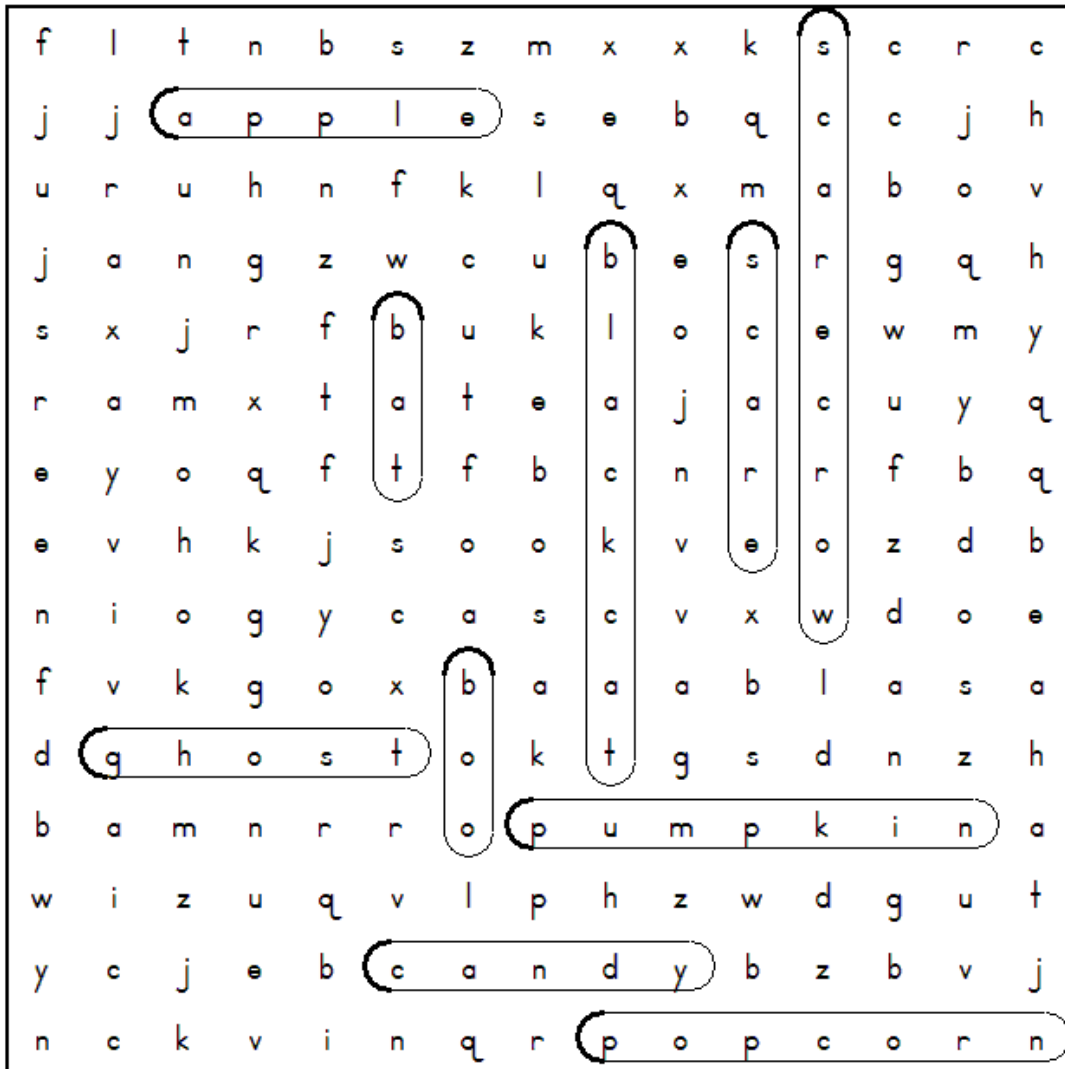 f l t n b s z m x x k s c r c
j j a p p l e s e b q c c j h
u r u h n f k l q x m a b o v
j a n g z w c u b e s r g q h
s x j r f b u k l o c e w m y
r a m x t a t e a j a c u y q
e y o q f t f b c n r r f b q
e v h k j s o o k v e o z d b
n i o g y c a s c v x w d o e
f v k g o x b a a a b l a s a
d g h o s t o k t g s d n z h
b a m n r r o p u m p k i n a
w i z u q v l p h z w d g u t
y c j e b c a n d y b z b v j
n c k v i n q r p o p c o r n